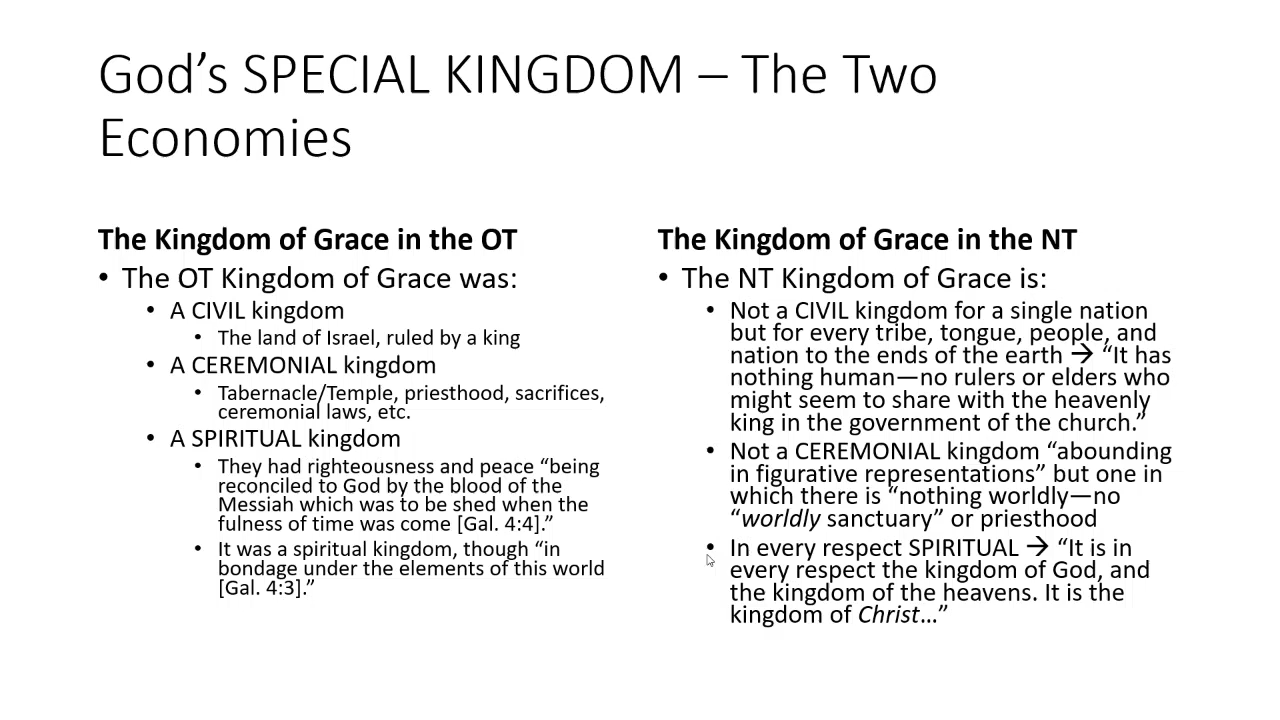 God’s SPECIAL KINGDOM – The Two
Economies
The Kingdom of Grace in the OT
• The OT Kingdom of Grace was:
• A CIVIL kingdom
• The land of Israel, ruled by a king
• A CEREMONIAL kingdom
• Tabernacle/Temple, priesthood, sacrifices,
ceremonial laws, etc.
• A SPIRITUAL kingdom
• They had righteousness and peace “being
reconciled to God by the blood of the
Messiah which was to be shed when the
fulness of time was come [Gal. 4:4].”
• It was a spiritual kingdom, though “in
bondage under the elements of this world
[Gal. 4:3].”
The Kingdom of Grace in the NT
• The NT Kingdom of Grace is:
• Not a CIVIL kingdom for a single nation
but for every tribe, tongue, people, and
nation to the ends of the earth → “It has
nothing human—no rulers or elders who
might seem to share with the heavenly
king in the government of the church.”
• Not a CEREMONIAL kingdom “abounding
in figurative representations” but one in
which there is “nothing worldly—no
“worldly sanctuary” or priesthood
• In every respect SPIRITUAL → “It is in
every respect the kingdom of God, and
the kingdom of the heavens. It is the
kingdom of Christ…”